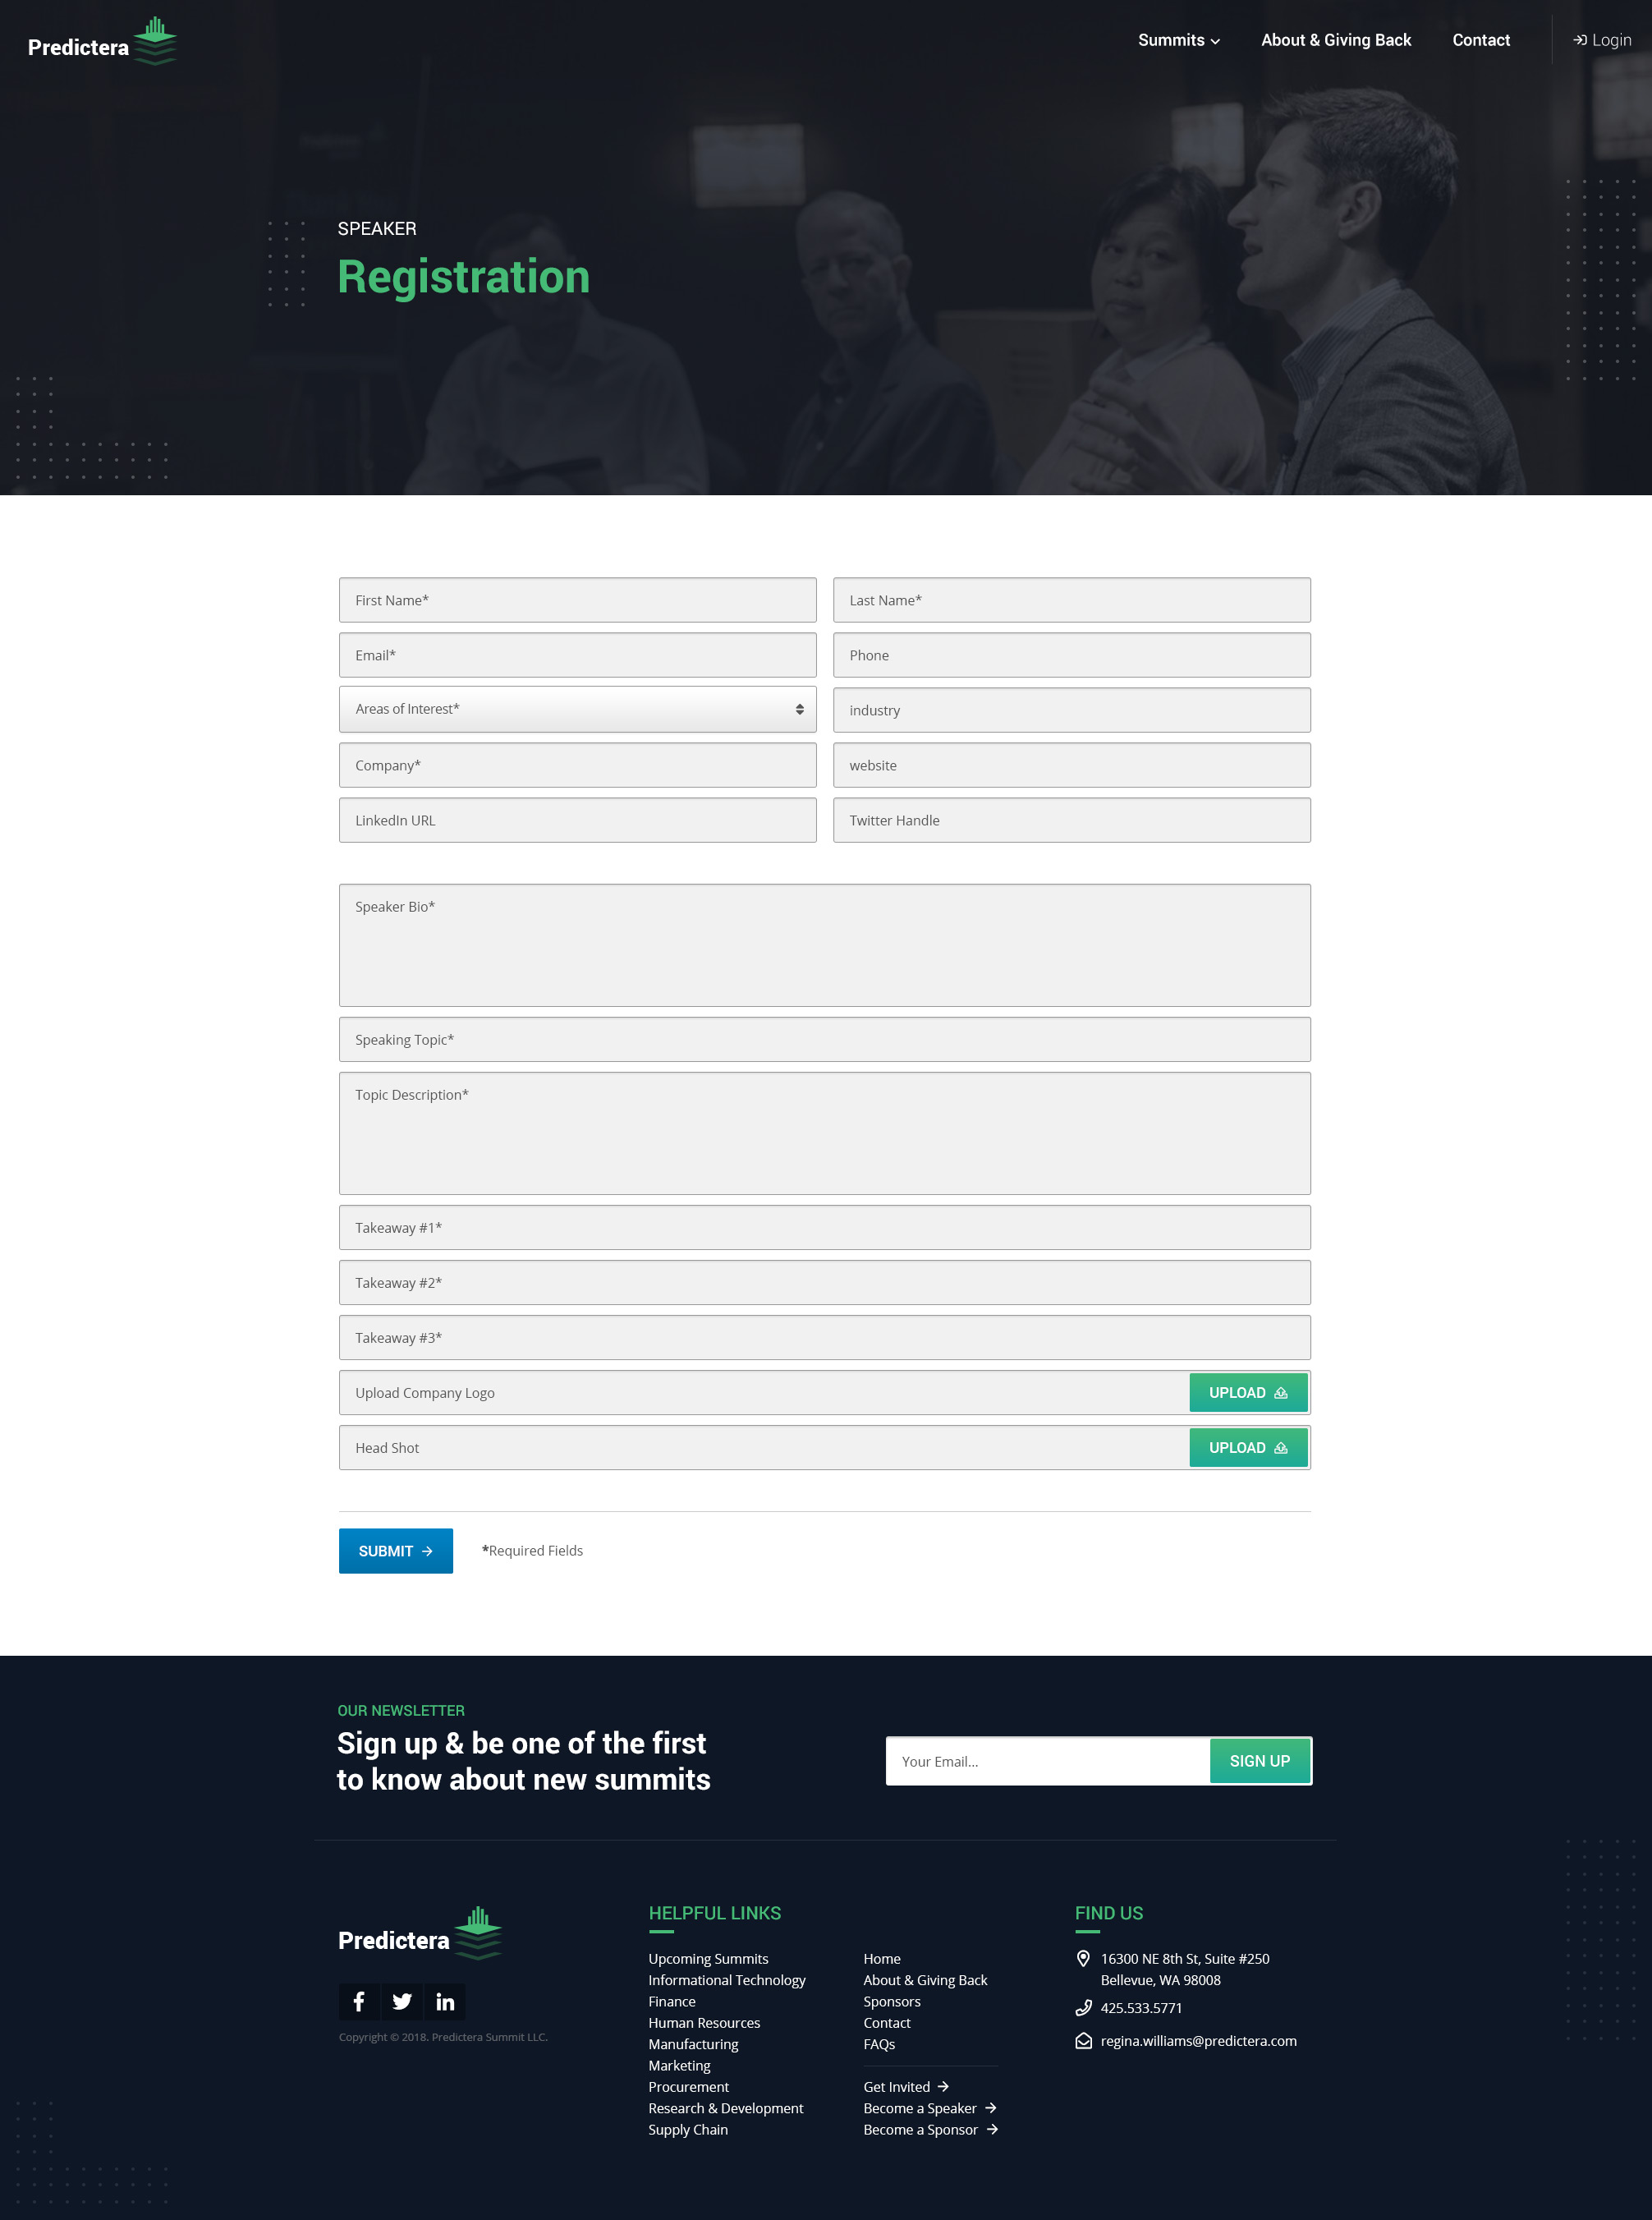 Predictera
Summits
About & Giving Back
Contact
Login
SPEAKER
Registration
First Name*
Last Name*
Email*
Phone
Areas of Interest*
industry
Company*
website
LinkedIn URL
Twitter Handle
Speaker Bio*
Speaking Topic*
Topic Description*
Takeaway #1*
Takeaway #2*
Takeaway #3*
Upload Company Logo
UPLOAD
Head Shot
UPLOAD
SUBMIT
*Required Fields
OUR NEWSLETTER
Sign up & be one of the first
to know about new summits
Your Email...
SIGN UP
Predictera
Copyright © 2018. Predictera Summit LLC.
HELPFUL LINKS
Upcoming Summits
Informational Technology
Finance
Human Resources
Manufacturing
Marketing
Procurement
Research & Development
Supply Chain
Home
About & Giving Back
Sponsors
Contact
FAQs
Get Invited
Become a Speaker
Become a Sponsor
FIND US
16300 NE 8th St, Suite #250
Bellevue, WA 98008
425.533.5771
regina.williams@predictera.com